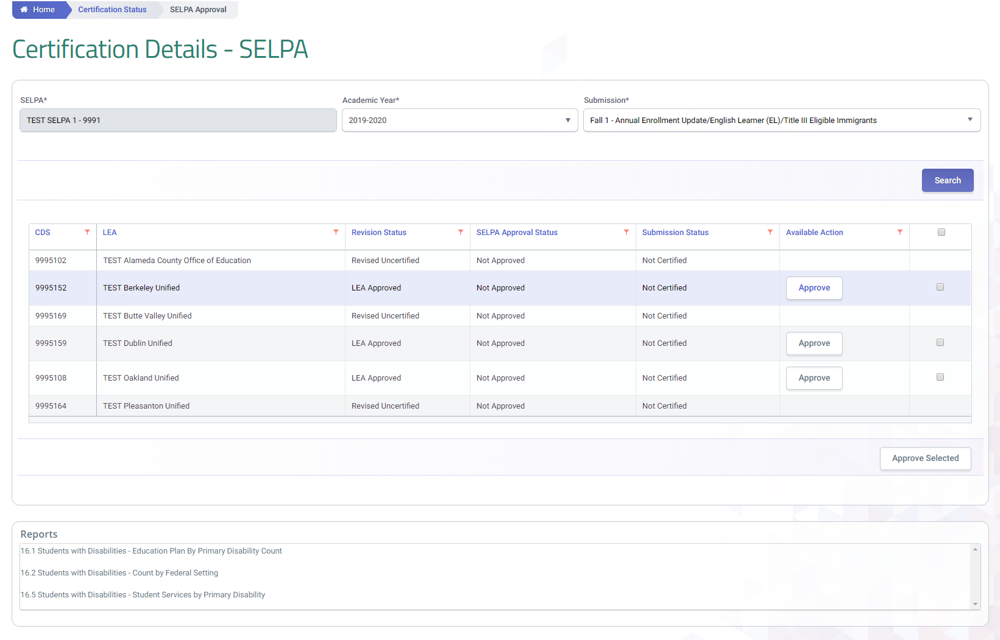 Home Certification Status SELPA Approval
Certification Details - SELPA
SELPA* Academic Year* Submission*
TEST SELPA 1 - 9991 2019-2020 Fall 1 - Annual Enrollment Update/English Learner (EL)/Title III Eligible Immigrants
Search
CDS LEA Revision Status SELPA Approval Status Submission Status Available Action
9995102 TEST Alameda County Office of Education Revised Uncertified Not Approved Not Certified
9995152 TEST Berkeley Unified LEA Approved Not Approved Not Certified Approve
9995169 TEST Butte Valley Unified Revised Uncertified Not Approved Not Certified
9995159 TEST Dublin Unified LEA Approved Not Approved Not Certified Approve
9995108 TEST Oakland Unified LEA Approved Not Approved Not Certified Approve
9995164 TEST Pleasanton Unified Revised Uncertified Not Approved Not Certified
Approve Selected
Reports
16.1 Students with Disabilities - Education Plan By Primary Disability Count
16.2 Students with Disabilities - Count by Federal Setting
16.5 Students with Disabilities - Student Services by Primary Disability